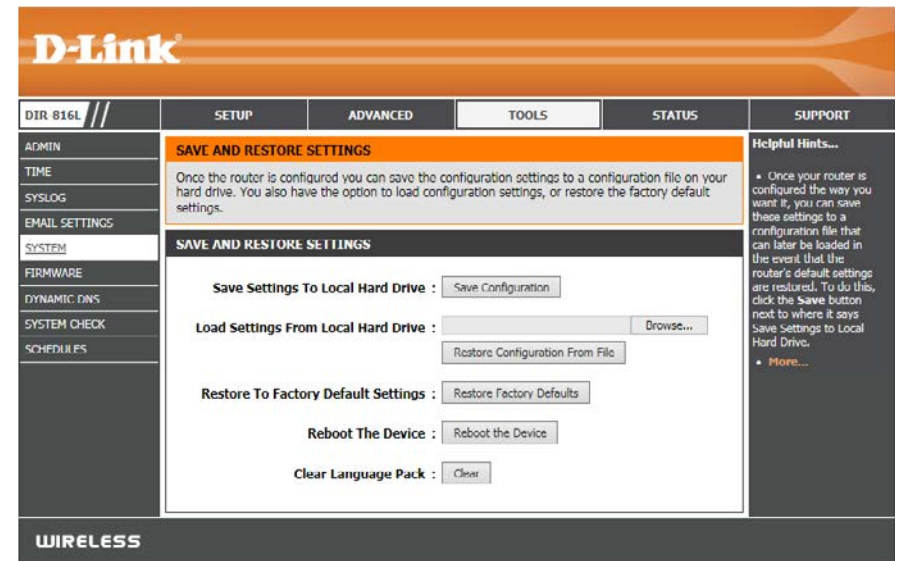 D-Link
DIR 816L
SETUP
ADVANCED
TOOLS
STATUS
SUPPORT
ADMIN
TIME
SYSLOG
EMAIL SETTINGS
SYSTEM
FIRMWARE
DYNAMIC DNS
SYSTEM CHECK
SCHEDULES
SAVE AND RESTORE SETTINGS
Once the router is configured you can save the configuration settings to a configuration file on your
hard drive. You also have the option to load configuration settings, or restore the factory default
settings.
SAVE AND RESTORE SETTINGS
Save Settings To Local Hard Drive : Save Configuration
Load Settings From Local Hard Drive : Browse...
Restore Configuration From File
Restore To Factory Default Settings : Restore Factory Defaults
Reboot The Device : Reboot the Device
Clear Language Pack : Clear
Helpful Hints...
• Once your router is
configured the way you
want it, you can save
these settings to a
configuration file that
can later be loaded in
the event that the
router's default settings
are restored. To do this,
click the Save button
next to where it says
Save Settings to Local
Hard Drive.
• More...
WIRELESS